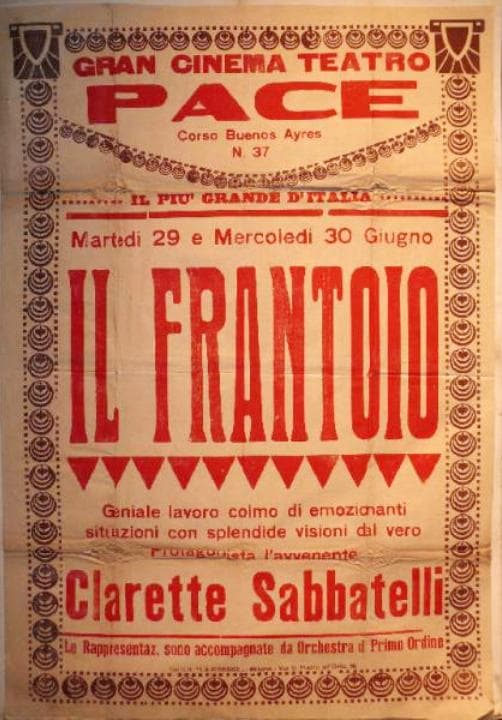 GRAN CINEMA TEATRO
PACE
Corso Buenos Ayres
N. 37
IL PIU' GRANDE D'ITALIA
Martedi 29 e Mercoledi 30 Giugno
IL FRANTOIO
Geniale lavoro colmo di emozionanti
situazioni con splendide visioni dal vero
Protagonista l'avvenente
Clarette Sabbatelli
Le Rappresentaz. sono accompagnate da Orchestra di Primo Ordine